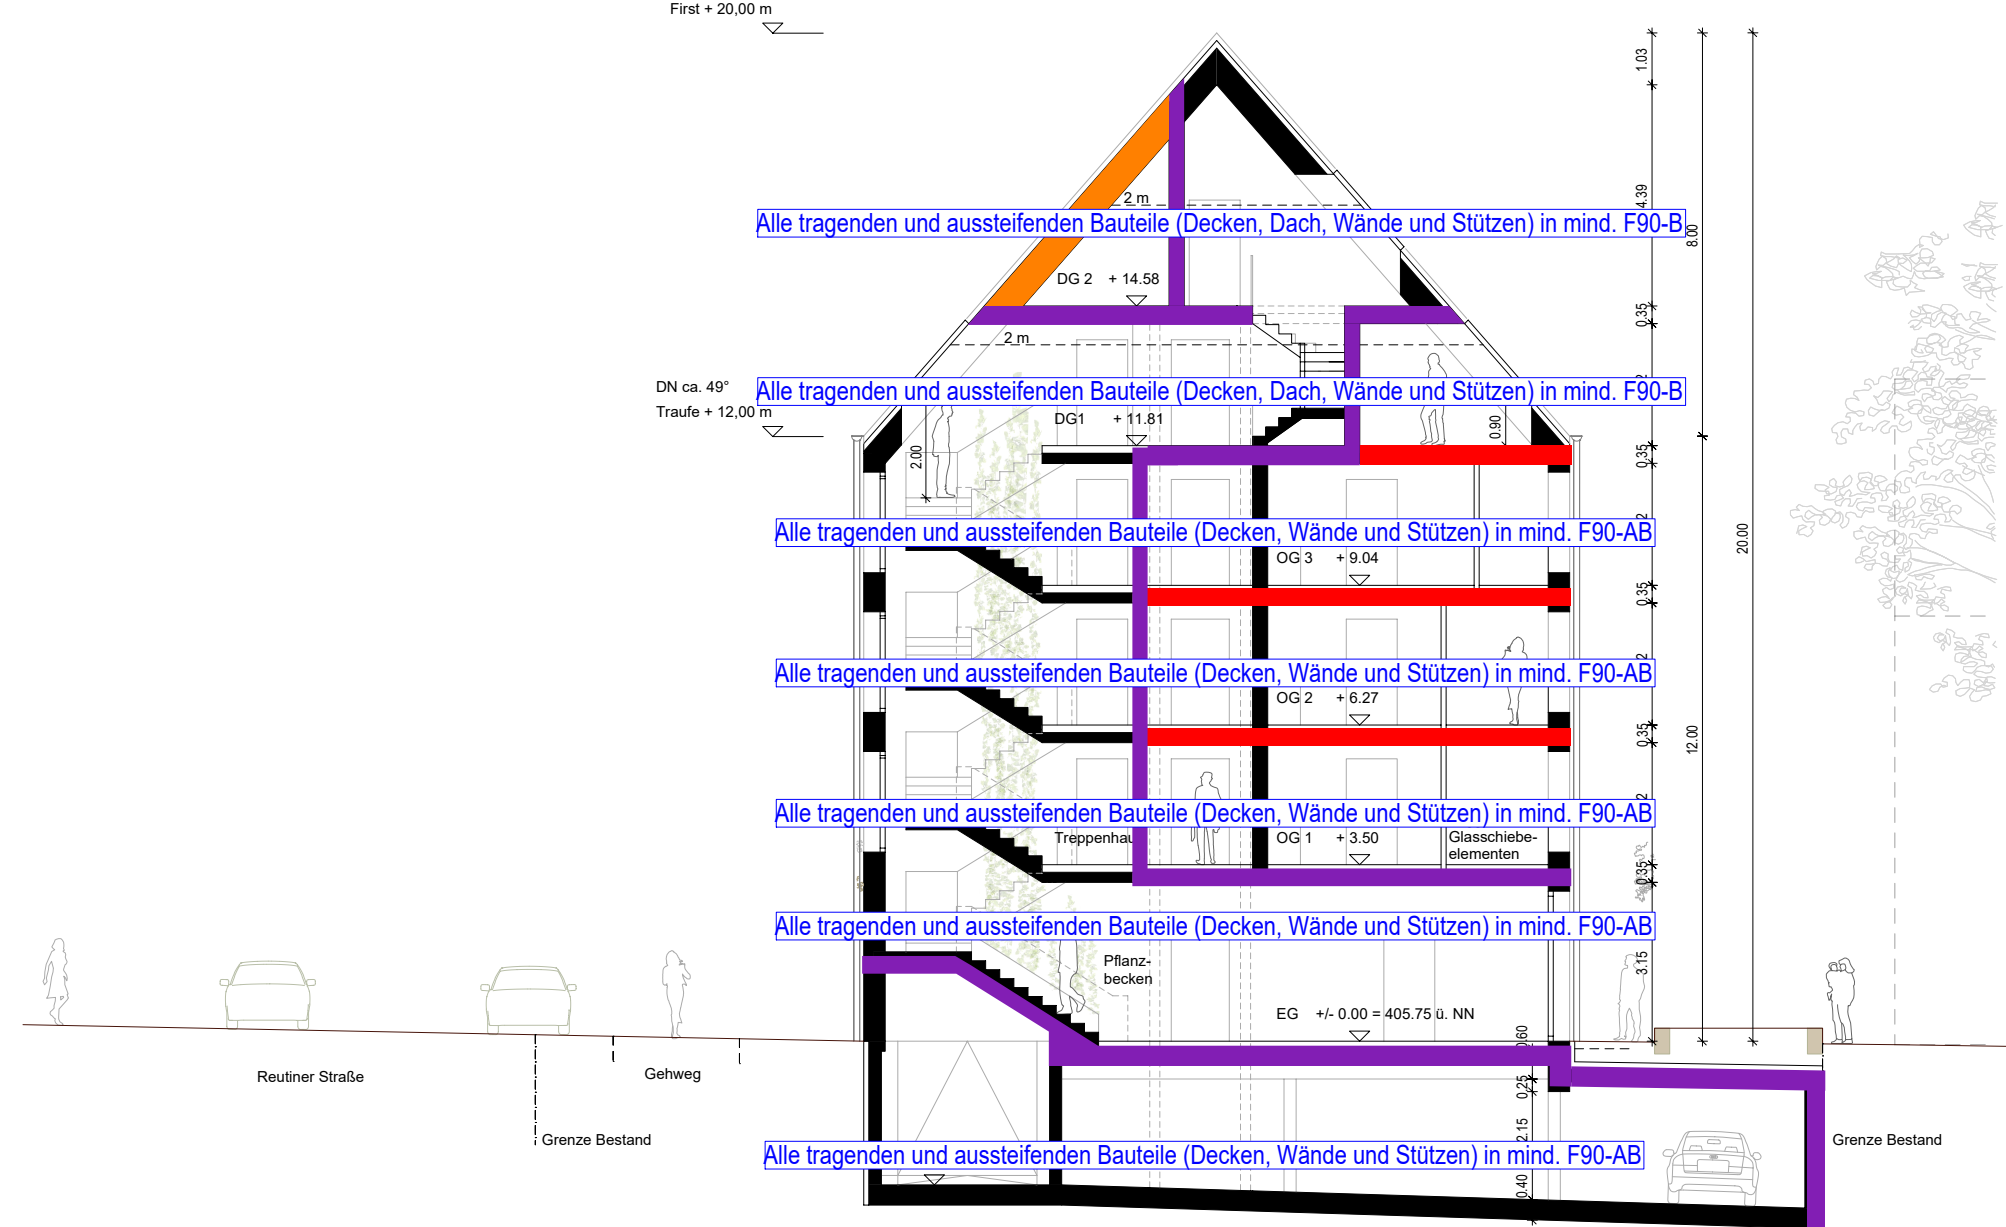 First + 20,00 m
1.03
4.39
2 m
Alle tragenden und aussteifenden Bauteile (Decken, Dach, Wände und Stützen) in mind. F90-B
8.00
DG 2 + 14.58
0.35
2 m
DN ca. 49°
Alle tragenden und aussteifenden Bauteile (Decken, Dach, Wände und Stützen) in mind. F90-B
Traufe + 12,00 m
DG1 + 11.81
0.90
2.00
0.35
Alle tragenden und aussteifenden Bauteile (Decken, Wände und Stützen) in mind. F90-AB
20.00
OG 3 + 9.04
0.35
Alle tragenden und aussteifenden Bauteile (Decken, Wände und Stützen) in mind. F90-AB
OG 2 + 6.27
0.35
12.00
Alle tragenden und aussteifenden Bauteile (Decken, Wände und Stützen) in mind. F90-AB
Treppenhau
OG 1 + 3.50
Glasschiebe-
elementen
0.35
Alle tragenden und aussteifenden Bauteile (Decken, Wände und Stützen) in mind. F90-AB
Pflanz-
becken
3.15
EG +/- 0.00 = 405.75 ü. NN
0.60
Reutiner Straße
Gehweg
0.25
Grenze Bestand
2.15
Grenze Bestand
Alle tragenden und aussteifenden Bauteile (Decken, Wände und Stützen) in mind. F90-AB
0.40